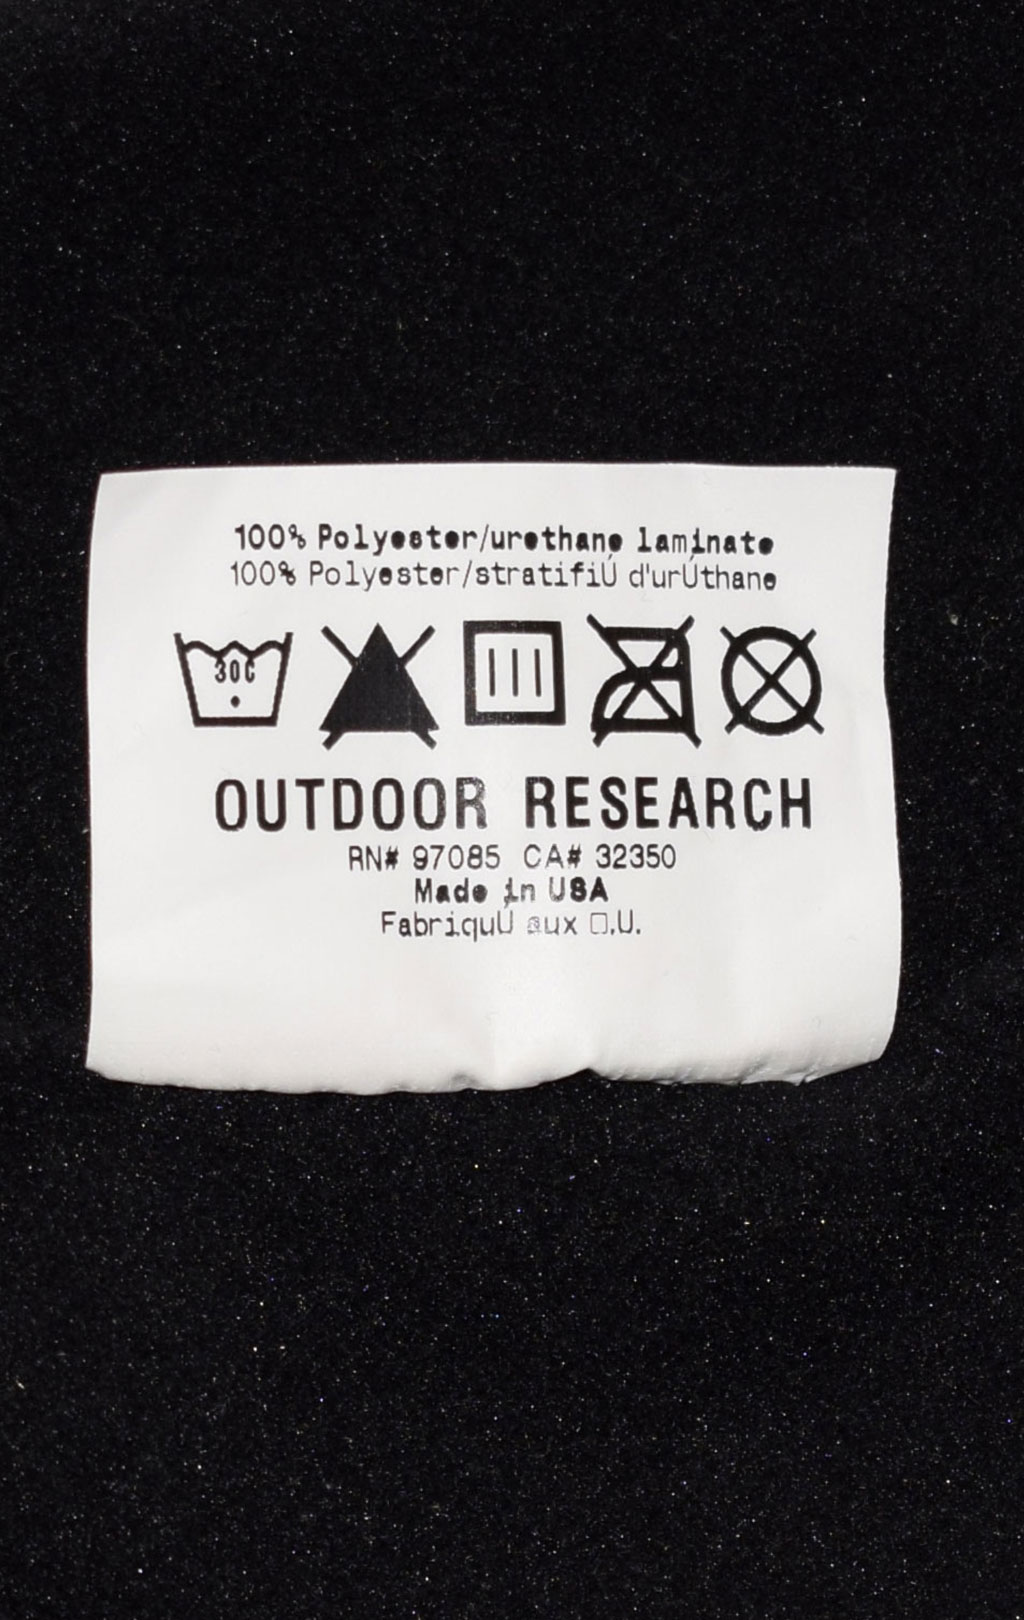 100% Polyester/urethane laminate
100% Polyester/stratifiÚ d'urÚthane
30C
OUTDOOR RESEARCH
RN# 97085 CA# 32350
Made in USA
FabriquÚ aux □.U.